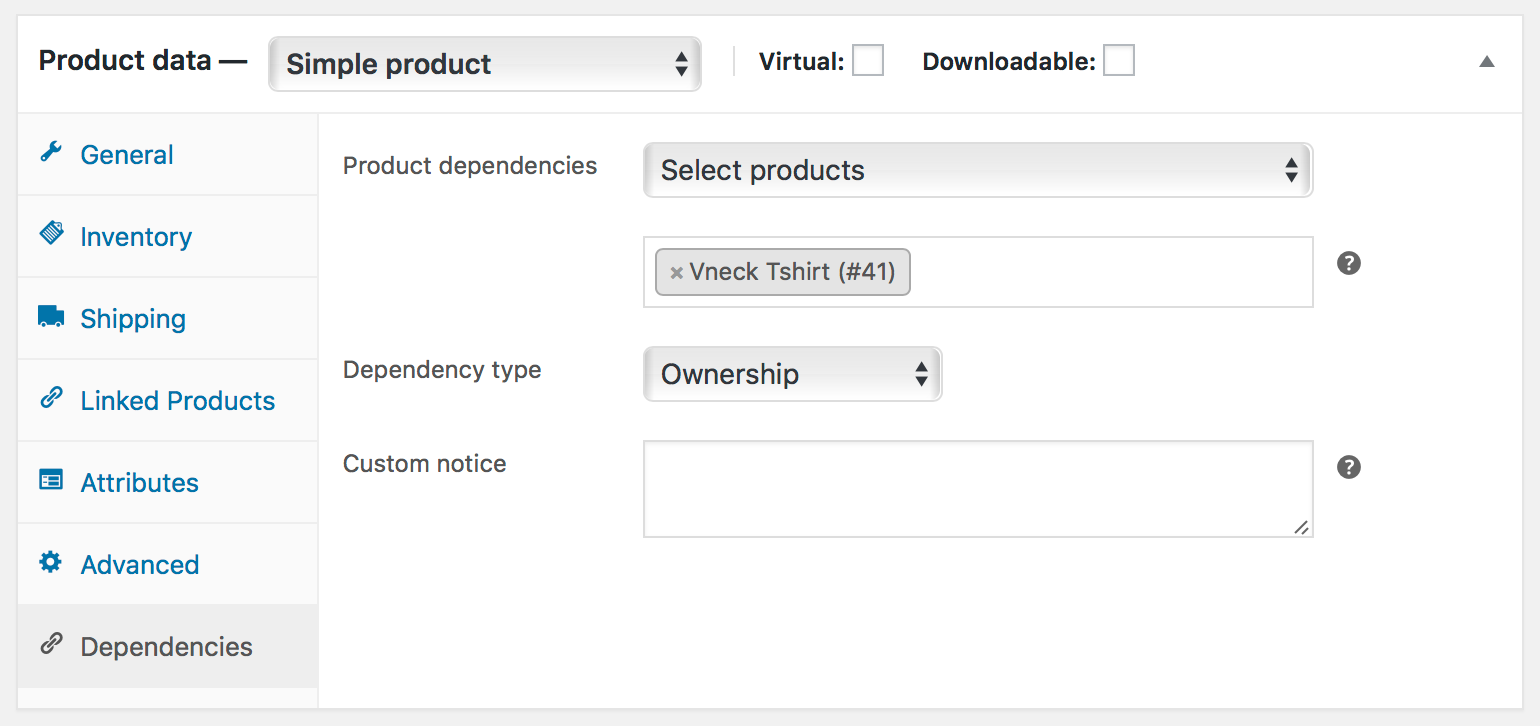 Product data — Simple product Virtual: Downloadable:
General
Inventory
Shipping
Linked Products
Attributes
Advanced
Dependencies
Product dependencies Select products
× Vneck Tshirt (#41) ?
Dependency type Ownership
Custom notice ?